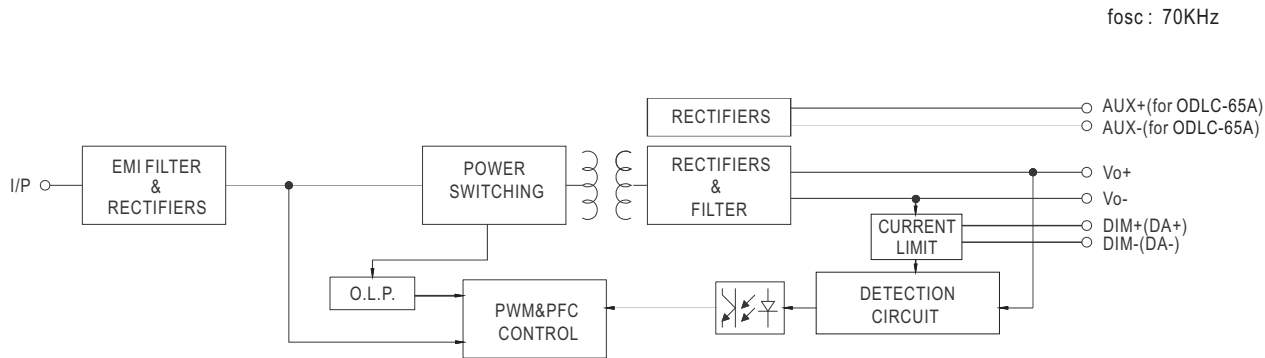 fosc : 70KHz
RECTIFIERS
AUX+(for ODLC-65A)
AUX-(for ODLC-65A)
I/P
EMI FILTER
&
RECTIFIERS
POWER
SWITCHING
RECTIFIERS
&
FILTER
Vo+
Vo-
CURRENT
LIMIT
DIM+(DA+)
DIM-(DA-)
O.L.P.
PWM&PFC
CONTROL
DETECTION
CIRCUIT